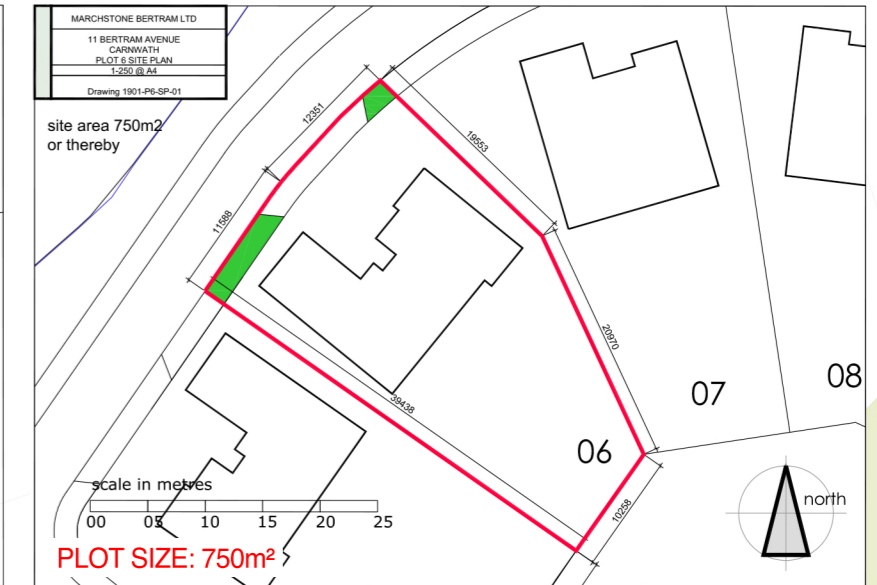 MARCHSTONE BERTRAM LTD
11 BERTRAM AVENUE
CARNWATH
PLOT 6 SITE PLAN
1-250 @ A4
Drawing 1901-P6-SP-01
site area 750m2
or thereby
12351
19553
11588
20970
39438
10258
06
07
08
north
scale in metres
00 05 10 15 20 25
PLOT SIZE: 750m²